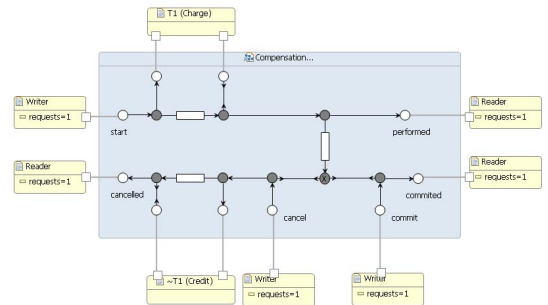 T1 (Charge)
Compensation...
Writer
requests=1
start
performed
Reader
requests=1
Reader
requests=1
cancelled
cancel
X
commited
commit
Reader
requests=1
~T1 (Credit)
Writer
requests=1
Writer
requests=1